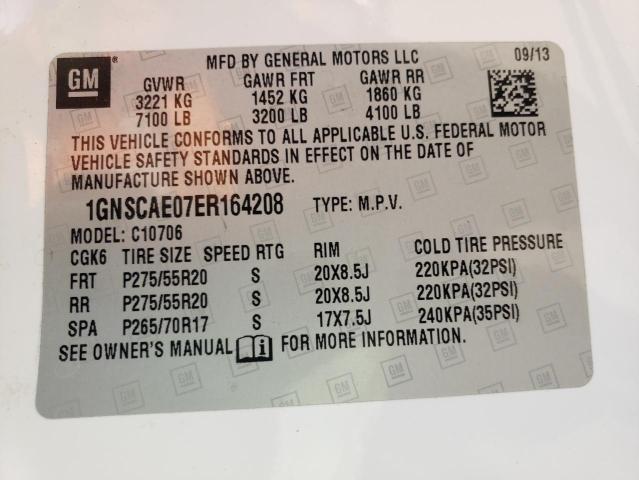 GM ® MFD BY GENERAL MOTORS LLC 09/13
GVWR GAWR FRT GAWR RR
3221 KG 1452 KG 1860 KG
7100 LB 3200 LB 4100 LB
THIS VEHICLE CONFORMS TO ALL APPLICABLE U.S. FEDERAL MOTOR
VEHICLE SAFETY STANDARDS IN EFFECT ON THE DATE OF
MANUFACTURE SHOWN ABOVE.
1GNSCAE07ER164208 TYPE: M.P.V.
MODEL: C10706
CGK6 TIRE SIZE SPEED RTG RIM COLD TIRE PRESSURE
FRT P275/55R20 S 20X8.5J 220KPA(32PSI)
RR P275/55R20 S 20X8.5J 220KPA(32PSI)
SPA P265/70R17 S 17X7.5J 240KPA(35PSI)
SEE OWNER'S MANUAL i FOR MORE INFORMATION.